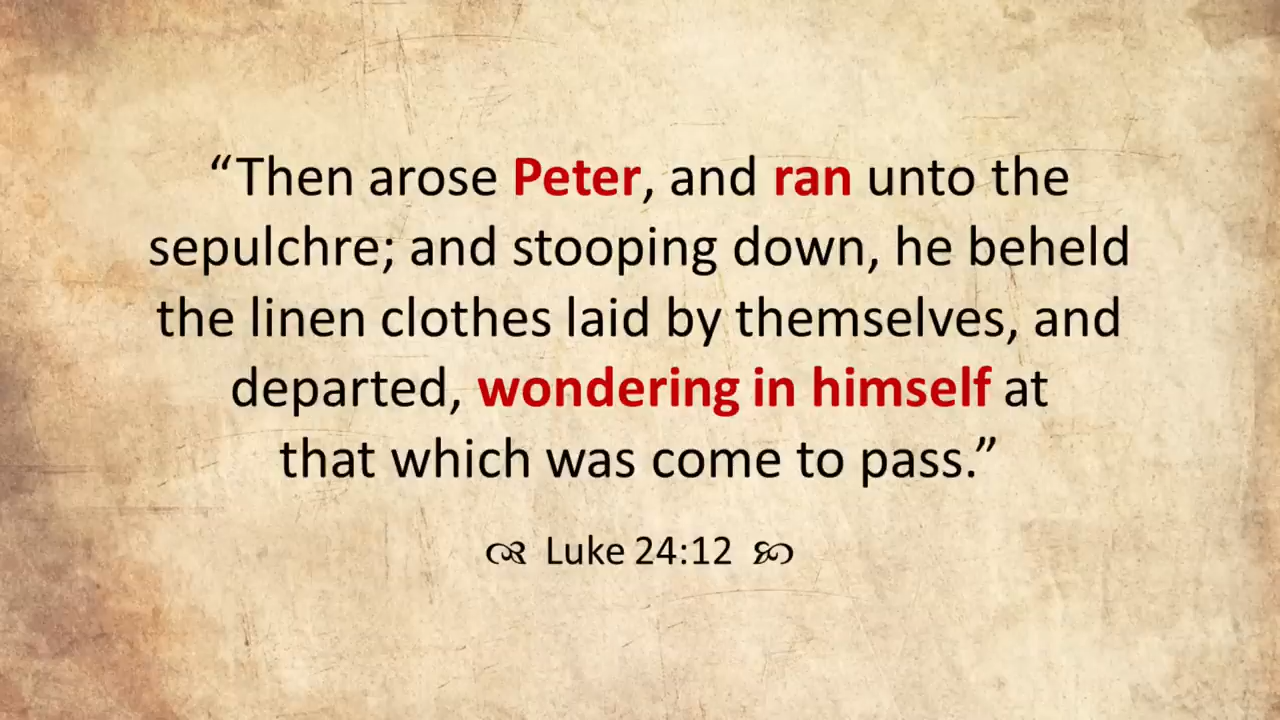 “Then arose Peter, and ran unto the
sepulchre; and stooping down, he beheld
the linen clothes laid by themselves, and
departed, wondering in himself at
that which was come to pass.”
Luke 24:12